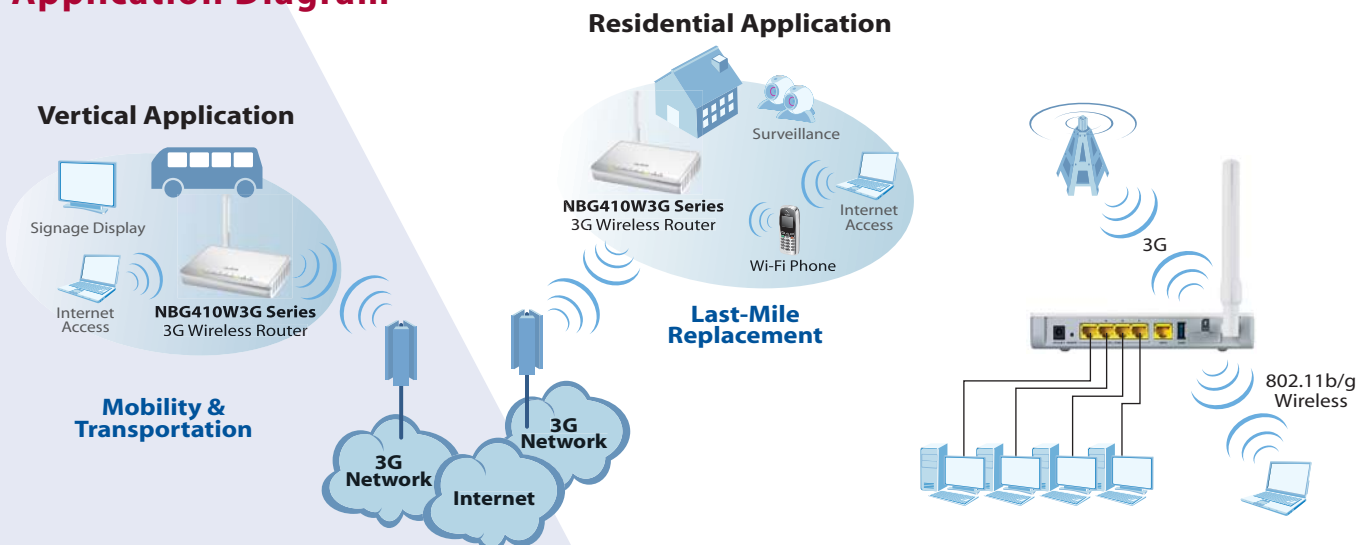 Application Diagram
Vertical Application
Signage Display
Internet
Access
NBG410W3G Series
3G Wireless Router
Mobility &
Transportation
Residential Application
Surveillance
NBG410W3G Series
3G Wireless Router
Internet
Access
Wi-Fi Phone
Last-Mile
Replacement
3G
Network
3G
Network
Internet
3G
802.11b/g
Wireless